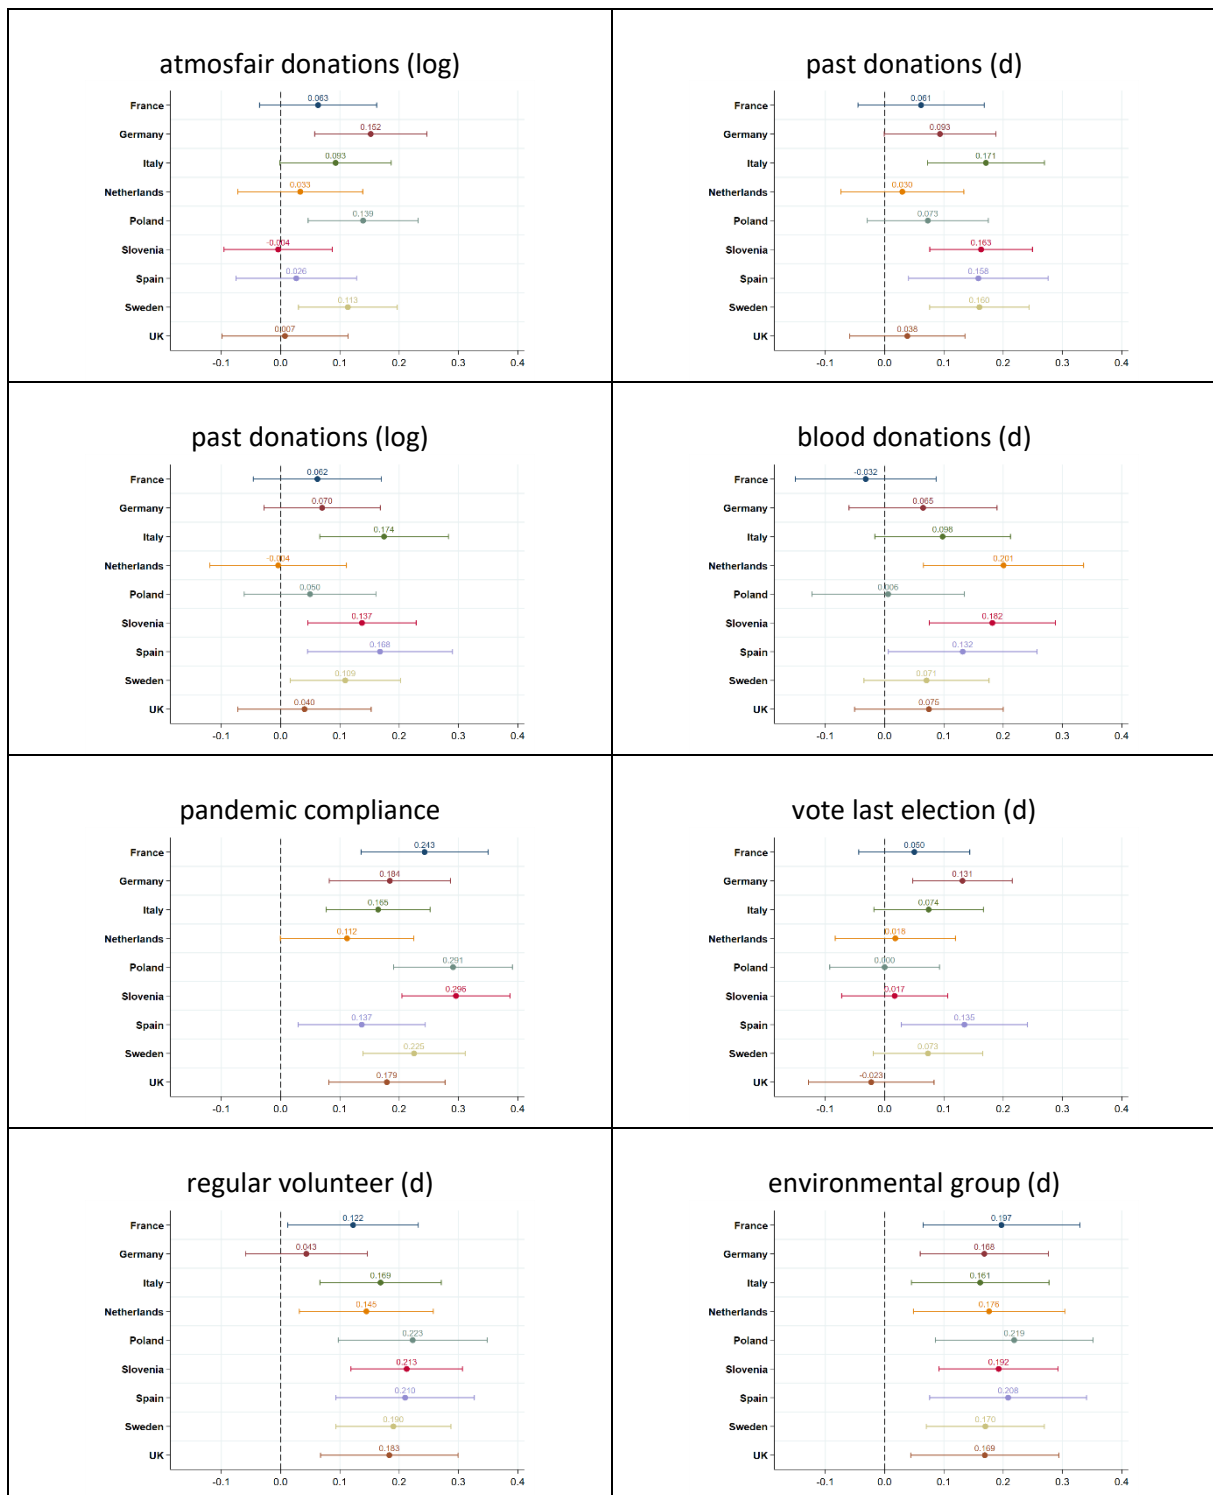 atmosfair donations (log)
France 0.063
Germany 0.152
Italy 0.093
Netherlands 0.033
Poland 0.139
Slovenia -0.004
Spain 0.026
Sweden 0.113
UK 0.007
-0.1 0.0 0.1 0.2 0.3 0.4
past donations (d)
France 0.061
Germany 0.093
Italy 0.171
Netherlands 0.030
Poland 0.073
Slovenia 0.163
Spain 0.158
Sweden 0.160
UK 0.038
-0.1 0.0 0.1 0.2 0.3 0.4
past donations (log)
France 0.062
Germany 0.070
Italy 0.174
Netherlands -0.004
Poland 0.050
Slovenia 0.137
Spain 0.168
Sweden 0.109
UK 0.040
-0.1 0.0 0.1 0.2 0.3 0.4
blood donations (d)
France -0.032
Germany 0.065
Italy 0.098
Netherlands 0.201
Poland 0.006
Slovenia 0.182
Spain 0.132
Sweden 0.071
UK 0.075
-0.1 0.0 0.1 0.2 0.3 0.4
pandemic compliance
France 0.243
Germany 0.184
Italy 0.165
Netherlands 0.112
Poland 0.291
Slovenia 0.296
Spain 0.137
Sweden 0.225
UK 0.179
-0.1 0.0 0.1 0.2 0.3 0.4
vote last election (d)
France 0.050
Germany 0.131
Italy 0.074
Netherlands 0.018
Poland 0.000
Slovenia 0.017
Spain 0.135
Sweden 0.073
UK -0.023
-0.1 0.0 0.1 0.2 0.3 0.4
regular volunteer (d)
France 0.122
Germany 0.043
Italy 0.169
Netherlands 0.145
Poland 0.223
Slovenia 0.213
Spain 0.210
Sweden 0.190
UK 0.183
-0.1 0.0 0.1 0.2 0.3 0.4
environmental group (d)
France 0.197
Germany 0.168
Italy 0.161
Netherlands 0.176
Poland 0.219
Slovenia 0.192
Spain 0.208
Sweden 0.170
UK 0.169
-0.1 0.0 0.1 0.2 0.3 0.4